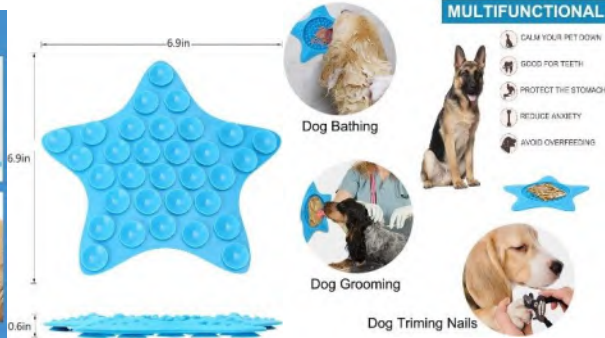 6.9in
6.9in
0.6in
Dog Bathing
Dog Grooming
Dog Triming Nails
MULTIFUNCTIONAL
CALM YOUR PET DOWN
GOOD FOR TEETH
PROTECT THE STOMACH
REDUCE ANXIETY
AVOID OVERFEEDING